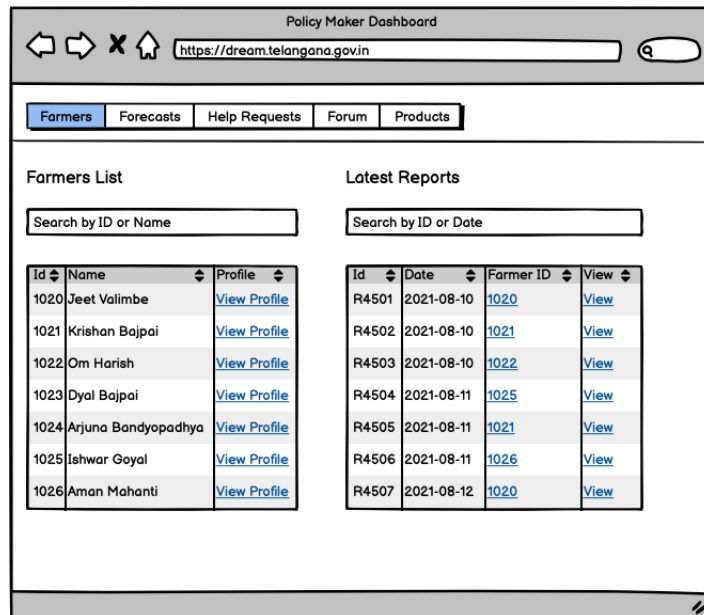 Policy Maker Dashboard
https://dream.telangana.gov.in
Farmers Forecasts Help Requests Forum Products
Farmers List
Search by ID or Name
Id Name Profile
1020 Jeet Valimbe View Profile
1021 Krishan Bajpai View Profile
1022 Om Harish View Profile
1023 Dyal Bajpai View Profile
1024 Arjuna Bandyopadhya View Profile
1025 Ishwar Goyal View Profile
1026 Aman Mahanti View Profile
Latest Reports
Search by ID or Date
Id Date Farmer ID View
R4501 2021-08-10 1020 View
R4502 2021-08-10 1021 View
R4503 2021-08-10 1022 View
R4504 2021-08-11 1025 View
R4505 2021-08-11 1021 View
R4506 2021-08-11 1026 View
R4507 2021-08-12 1020 View